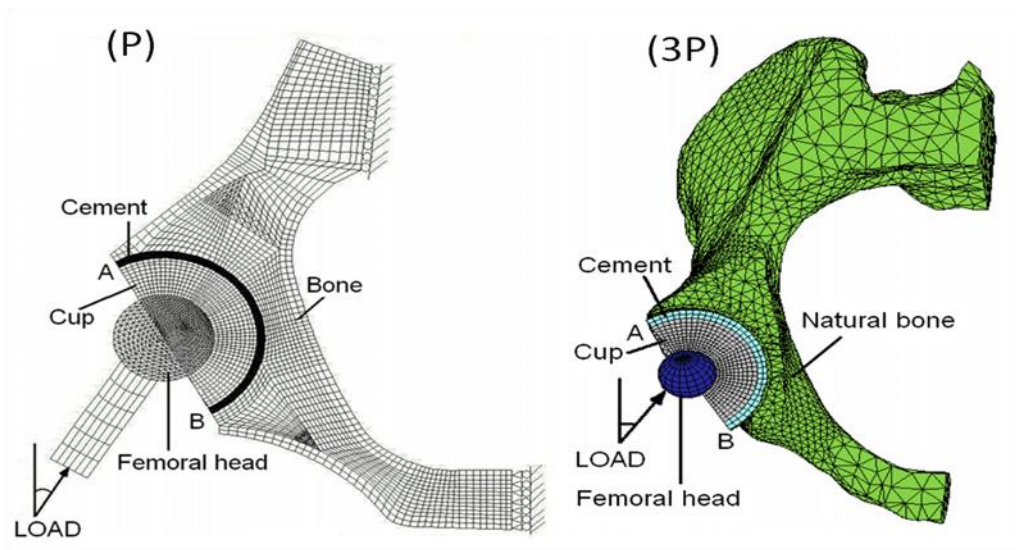 (P)
Cement
A
Cup
Bone
B
Femoral head
LOAD
(3P)
Cement
A
Cup
Natural bone
B
LOAD
Femoral head